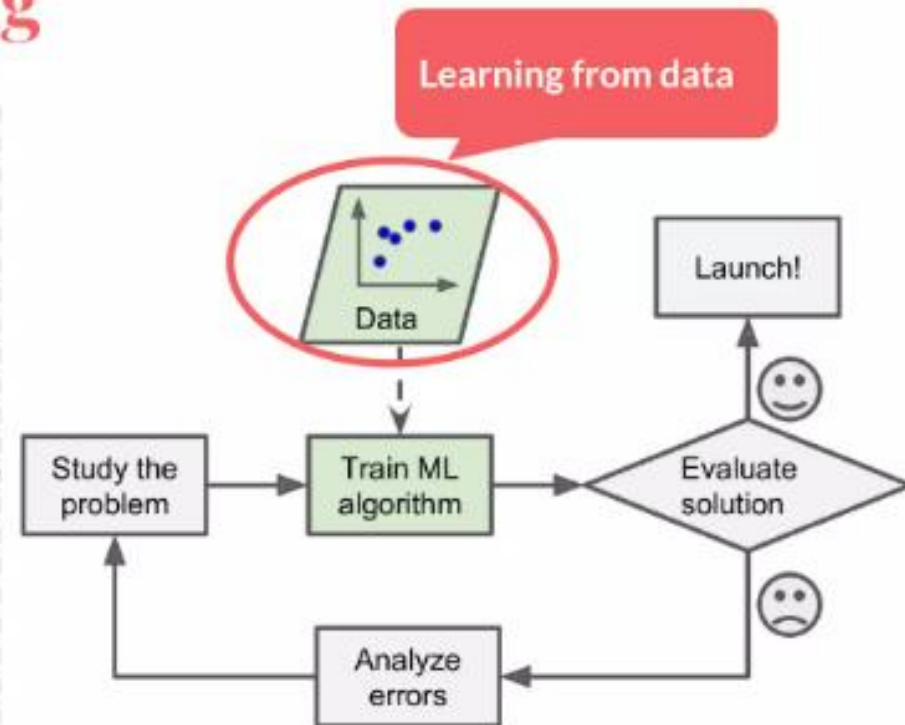 g
Learning from data
Data
Launch!
Study the
problem
Train ML
algorithm
Evaluate
solution
Analyze
errors